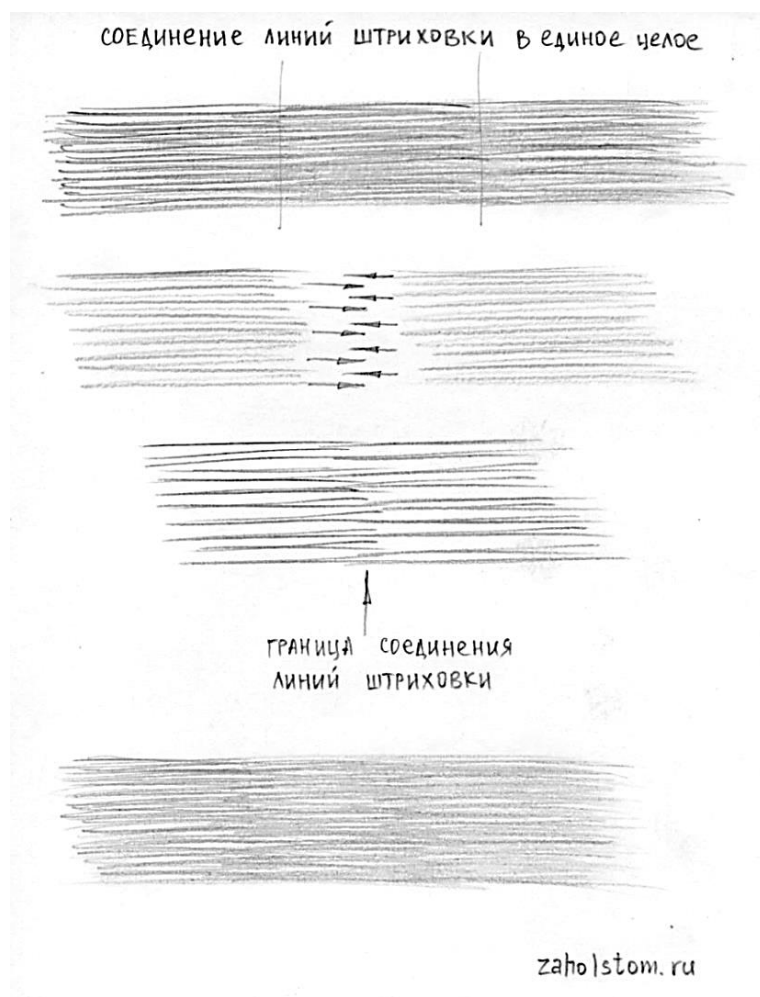 СОЕДИНЕНИЕ ЛИНИЙ ШТРИХОВКИ В ЕДИНОЕ ЦЕЛОЕ
ГРАНИЦА СОЕДИНЕНИЯ
ЛИНИЙ ШТРИХОВКИ
zaholstom.ru